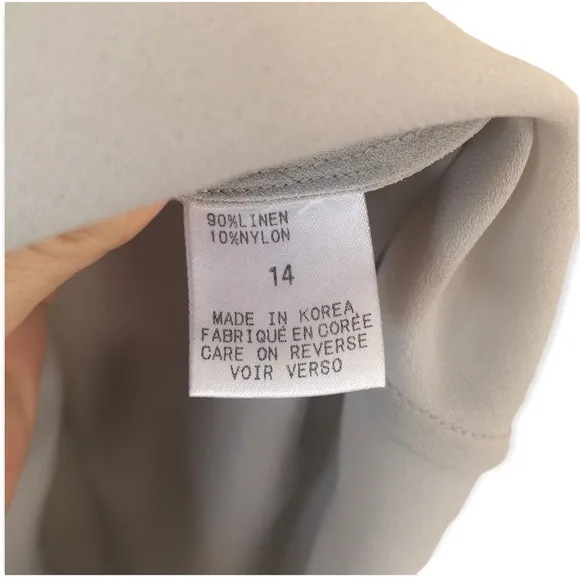 90%LINEN
10%NYLON
14
MADE IN KOREA
FABRIQUÉ EN CORÉE
CARE ON REVERSE
VOIR VERSO